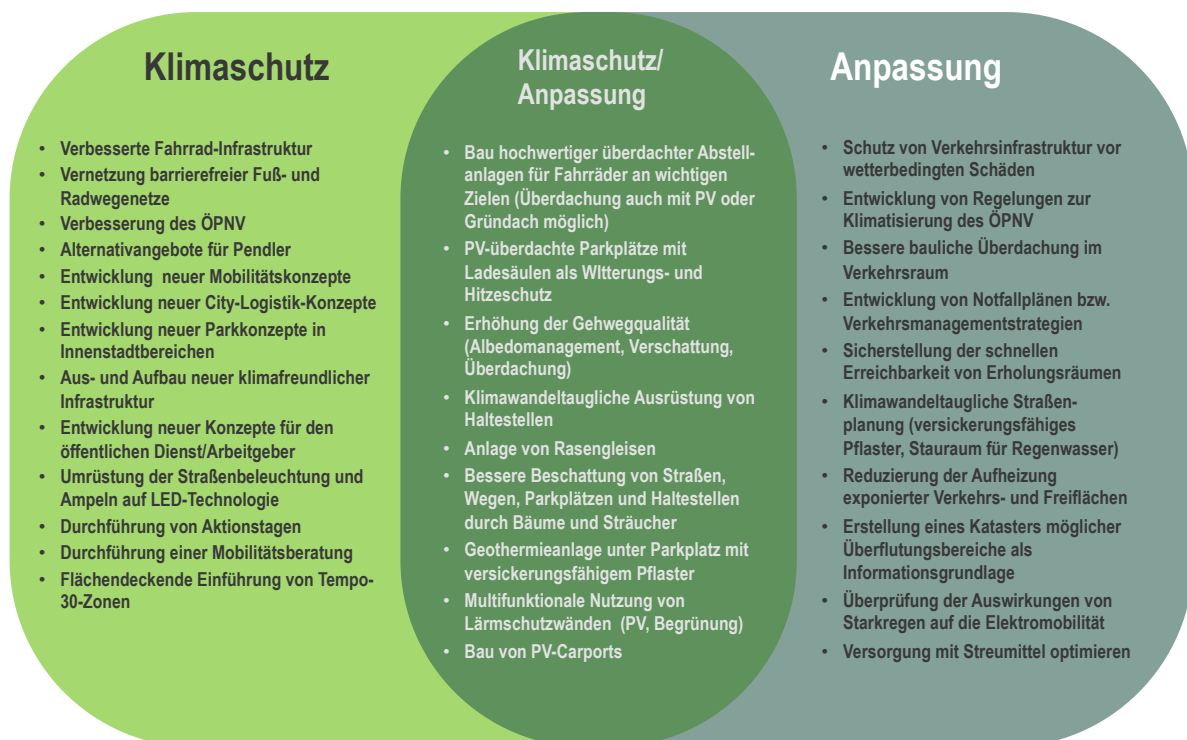 Klimaschutz
• Verbesserte Fahrrad-Infrastruktur
• Vernetzung barrierefreier Fuß- und
Radwegenetze
• Verbesserung des ÖPNV
• Alternativangebote für Pendler
• Entwicklung  neuer Mobilitätskonzepte
• Entwicklung neuer City-Logistik-Konzepte
• Entwicklung neuer Parkkonzepte in
Innenstadtbereichen
• Aus- und Aufbau neuer klimafreundlicher
Infrastruktur
• Entwicklung neuer Konzepte für den
öffentlichen Dienst/Arbeitgeber
• Umrüstung der Straßenbeleuchtung und
Ampeln auf LED-Technologie
• Durchführung von Aktionstagen
• Durchführung einer Mobilitätsberatung
• Flächendeckende Einführung von Tempo-
30-Zonen
Klimaschutz/
Anpassung
• Bau hochwertiger überdachter Abstell-
anlagen für Fahrräder an wichtigen
Zielen (Überdachung auch mit PV oder
Gründach möglich)
• PV-überdachte Parkplätze mit
Ladesäulen als WItterungs- und
Hitzeschutz
• Erhöhung der Gehwegqualität
(Albedomanagement, Verschattung,
Überdachung)
• Klimawandeltaugliche Ausrüstung von
Haltestellen
• Anlage von Rasengleisen
• Bessere Beschattung von Straßen,
Wegen, Parkplätzen und Haltestellen
durch Bäume und Sträucher
• Geothermieanlage unter Parkplatz mit
versickerungsfähigem Pflaster
• Multifunktionale Nutzung von
Lärmschutzwänden  (PV, Begrünung)
• Bau von PV-Carports
Anpassung
• Schutz von Verkehrsinfrastruktur vor
wetterbedingten Schäden
• Entwicklung von Regelungen zur
Klimatisierung des ÖPNV
• Bessere bauliche Überdachung im
Verkehrsraum
• Entwicklung von Notfallplänen bzw.
Verkehrsmanagementstrategien
• Sicherstellung der schnellen
Erreichbarkeit von Erholungsräumen
• Klimawandeltaugliche Straßen-
planung (versickerungsfähiges
Pflaster, Stauraum für Regenwasser)
• Reduzierung der Aufheizung
exponierter Verkehrs- und Freiflächen
• Erstellung eines Katasters möglicher
Überflutungsbereiche als
Informationsgrundlage
• Überprüfung der Auswirkungen von
Starkregen auf die Elektromobilität
• Versorgung mit Streumittel optimieren